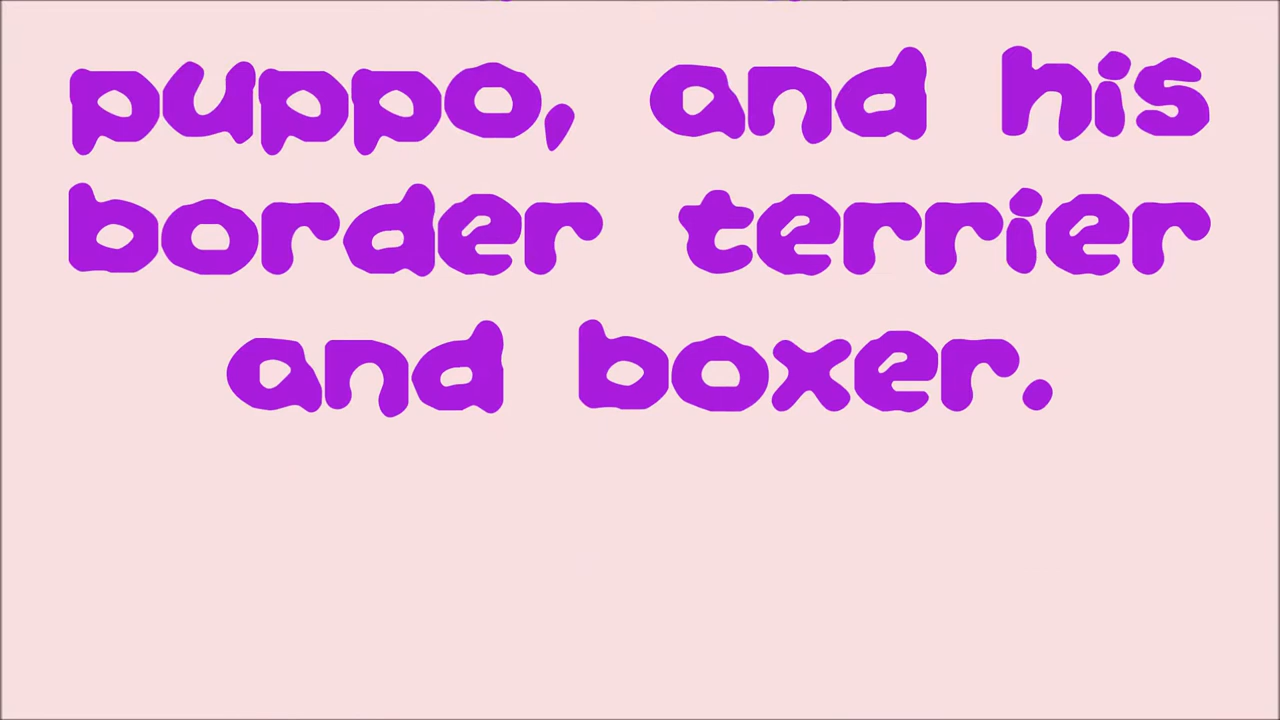 puppo, and his
border terrier
and boxer.